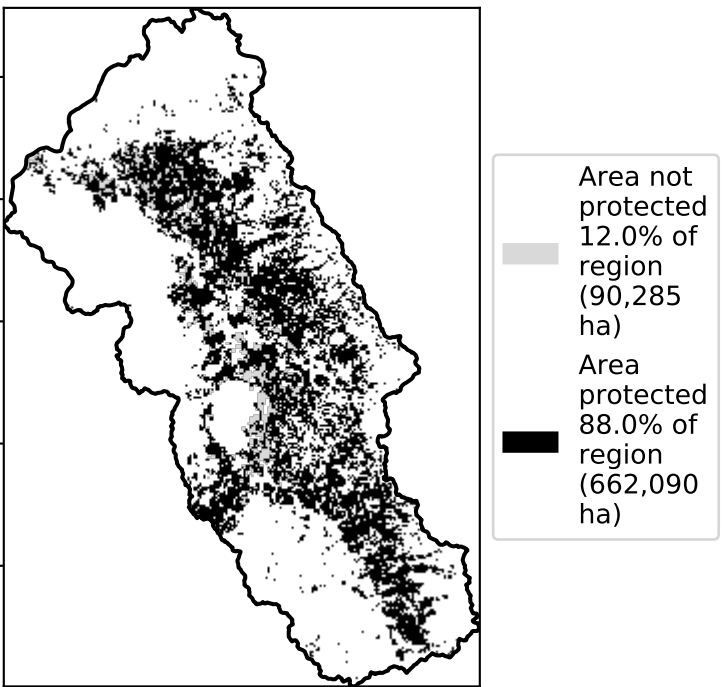 Area not
protected
12.0% of
region
(90,285
ha)
Area
protected
88.0% of
region
(662,090
ha)